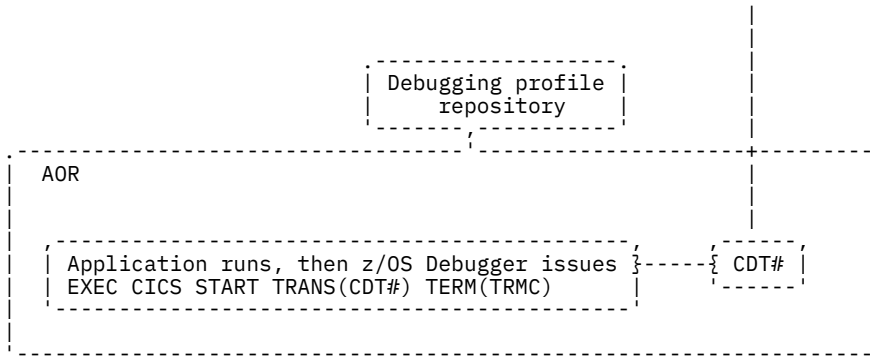 Debugging profile
repository
AOR
Application runs, then z/OS Debugger issues
EXEC CICS START TRANS(CDT#) TERM(TRMC)
CDT#